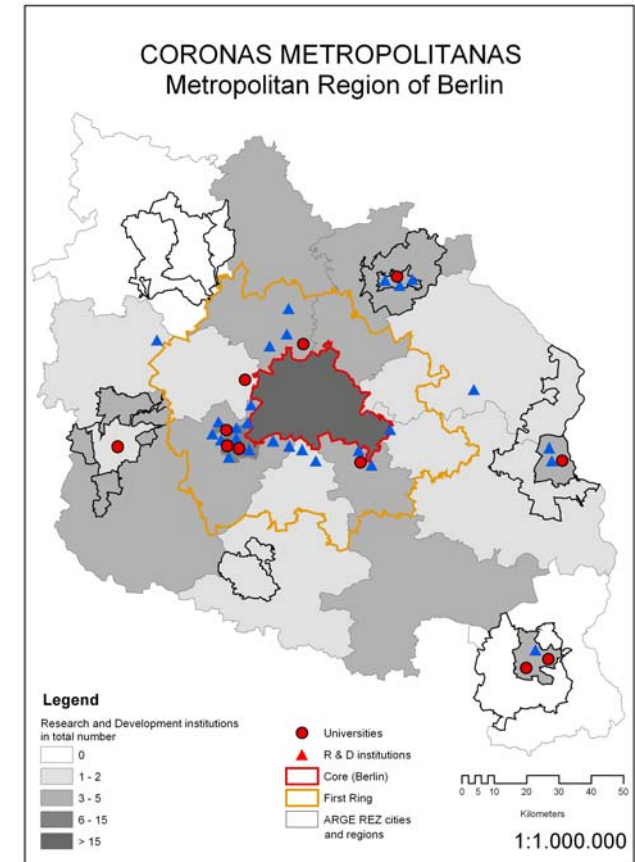 CORONAS METROPOLITANAS
Metropolitan Region of Berlin
Legend
Research and Development institutions
in total number
0
1 - 2
3 - 5
6 - 15
> 15
Universities
R & D institutions
Core (Berlin)
First Ring
ARGE REZ cities
and regions
0 5 10 20 30 40 50
Kilometers
1:1.000.000